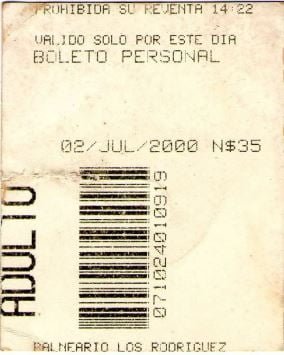 PROHIBIDA SU REVENTA 14:22
VALIDO SOLO POR ESTE DIA
BOLETO PERSONAL
02/JUL/2000 N$35
ADULTO
071024010919
BALNEARIO LOS RODRIGUEZ